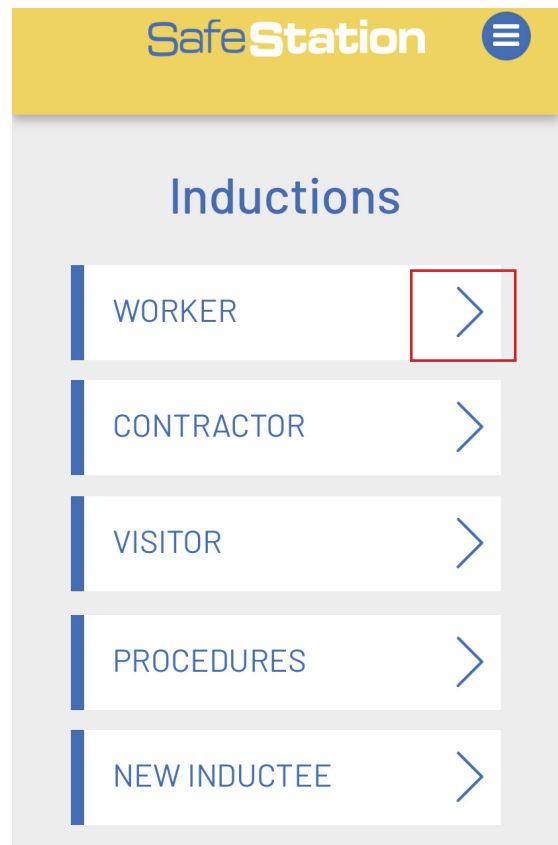 SafeStation
Inductions
WORKER
CONTRACTOR
VISITOR
PROCEDURES
NEW INDUCTEE